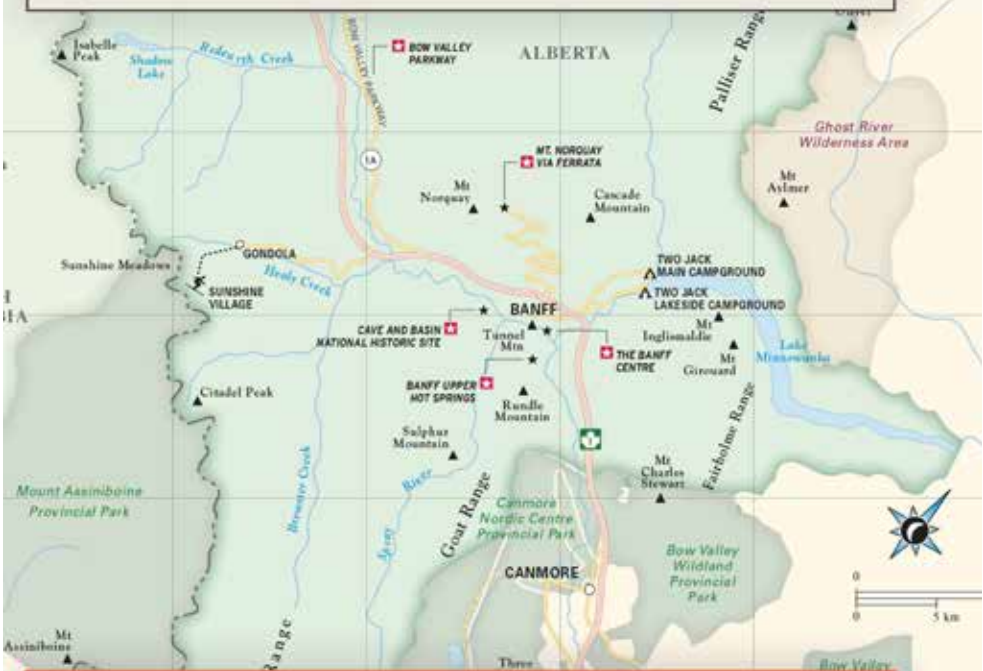 Isabelle
Peak
Shadow
Lake
Redearth Creek
BOW VALLEY PARKWAY
BOW VALLEY
PARKWAY
ALBERTA
Palliser Rang
Ghost River
Wilderness Area
1A
MT. NORQUAY
VIA FERRATA
Mt
Norquay
Cascade
Mountain
Mt
Aylmer
Sunshine Meadows
GONDOLA
Healy Creek
SUNSHINE
VILLAGE
TWO JACK
MAIN CAMPGROUND
TWO JACK
LAKESIDE CAMPGROUND
BANFF
CAVE AND BASIN
NATIONAL HISTORIC SITE
Tunnel
Mtn
THE BANFF
CENTRE
Mt
Inglismaldie
Mt
Girouard
Lake
Minnewanka
BANFF UPPER
HOT SPRINGS
Rundle
Mountain
Citadel Peak
Sulphur
Mountain
1
Spray River
Goat Range
Brewster Creek
Fairholme Range
Mt
Charles
Stewart
Mount Assiniboine
Provincial Park
Canmore
Nordic Centre
Provincial Park
Bow Valley
Wildland
Provincial
Park
CANMORE
0
0
5 km
Mt
Assiniboine
Range
Three
Bow Valley